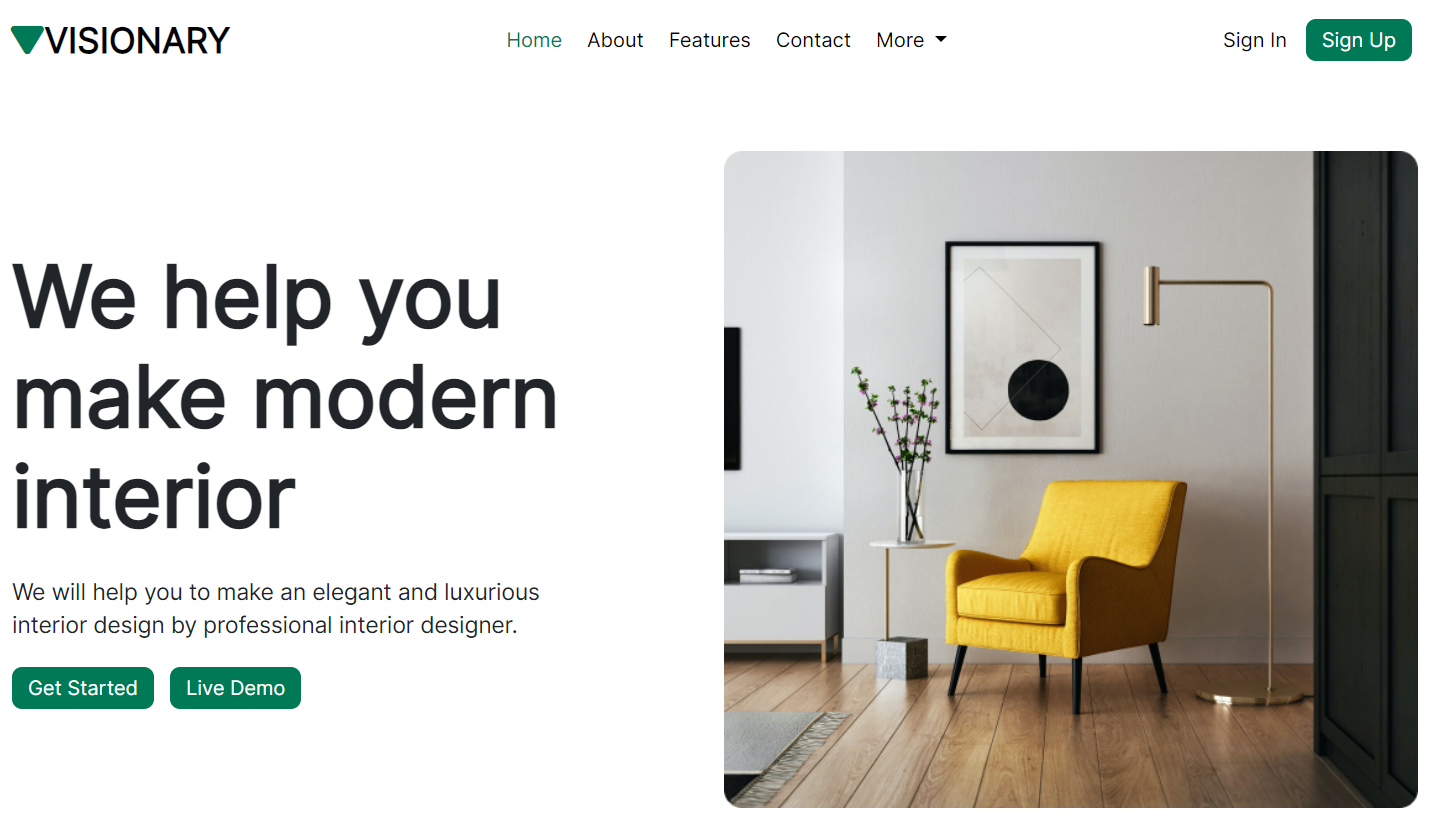 VISIONARY
Home About Features Contact More Sign In Sign Up
We help you
make modern
interior
We will help you to make an elegant and luxurious
interior design by professional interior designer.
Get Started Live Demo